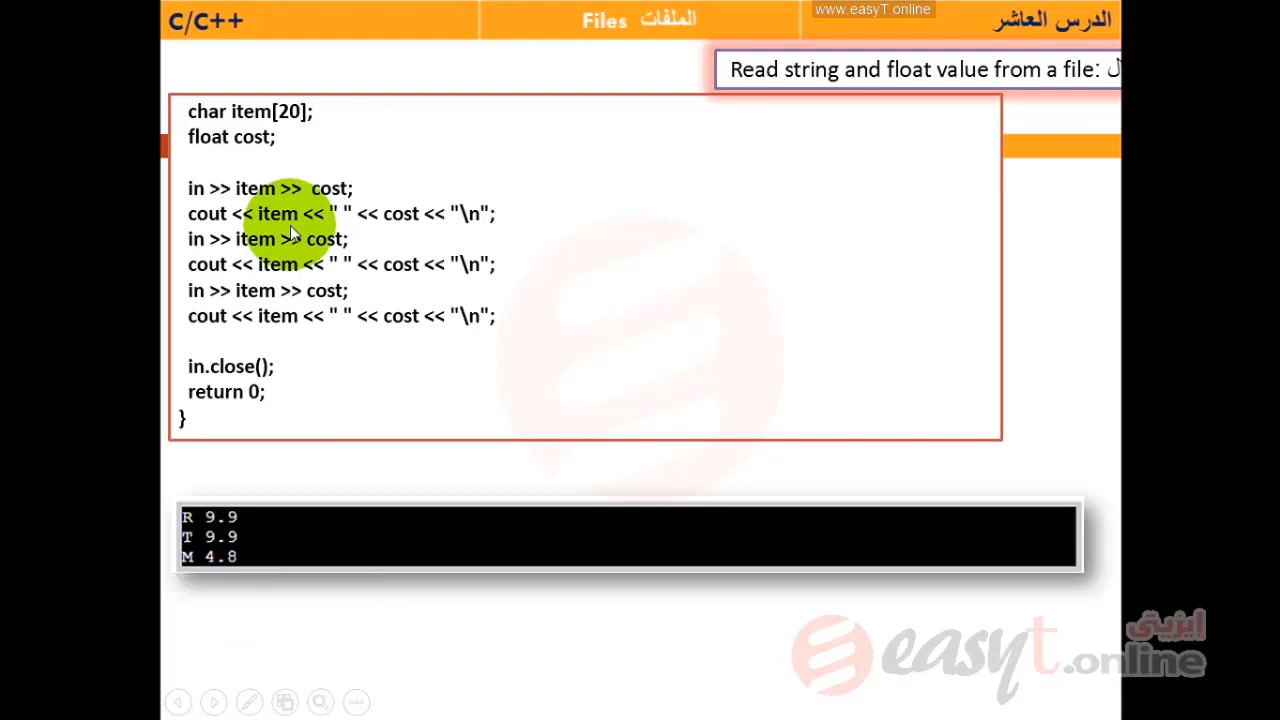 www.easyT.online
C/C++
Files الملفات
الدرس العاشر
Read string and float value from a file:
char item[20];
float cost;
in >> item >>  cost;
cout << item << " " << cost << "\n";
in >> item >> cost;
cout << item << " " << cost << "\n";
in >> item >> cost;
cout << item << " " << cost << "\n";
in.close();
return 0;
}
R 9.9
T 9.9
M 4.8
ايزيتي
easyt.online